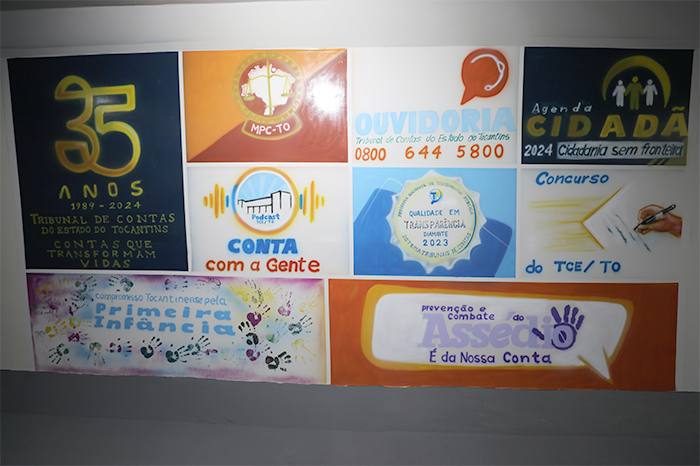 35
ANOS
1989 - 2024
TRIBUNAL DE CONTAS
DO ESTADO DO TOCANTINS
CONTAS QUE
TRANSFORMAM
VIDAS
MPC-TO
OUVIDORIA
Tribunal de Contas do Estado do Tocantins
0800 644 5800
Agenda
CIDADÃ
2024 Cidadania sem fronteira
Podcast
CONTA
com a Gente
QUALIDADE EM
TRANSPARÊNCIA
DIAMANTE
2023
Concurso
do TCE/TO
Compromisso Tocantinense pela
Primeira
Infância
prevenção e
combate ao
Assédio
É da Nossa Conta